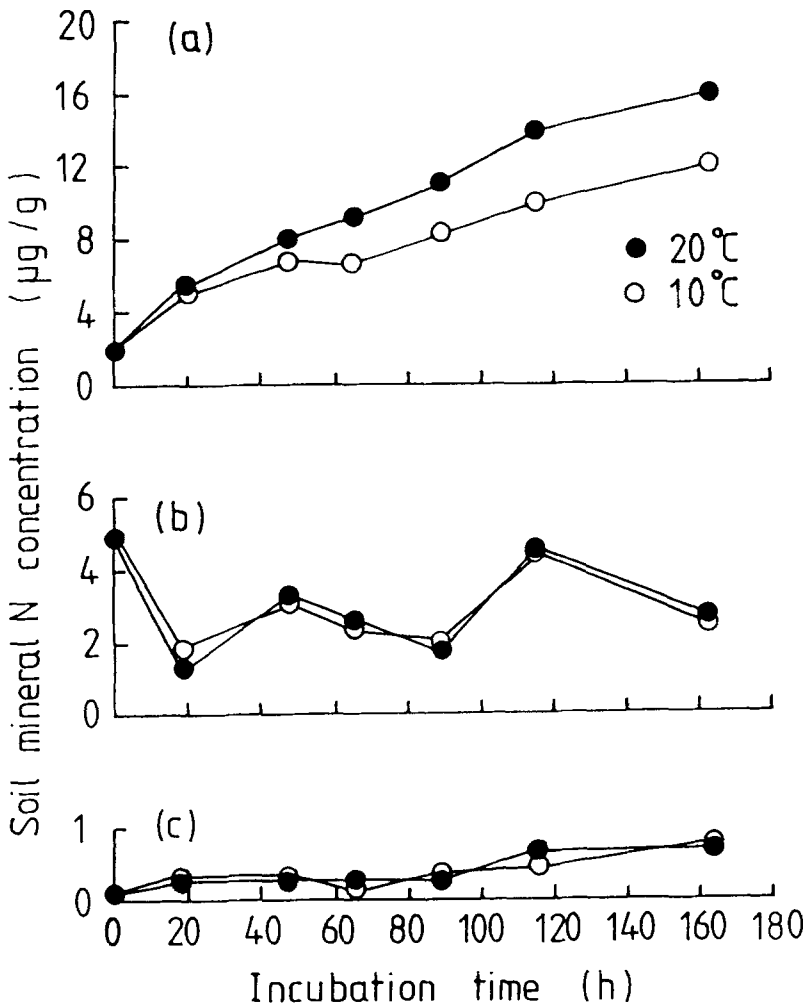 Soil mineral N concentration (µg/g)
20
16
12
8
4
0
(a)
20°C
10°C
6
4
2
0
(b)
1
0
(c)
0 20 40 60 80 100 120 140 160 180
Incubation time (h)